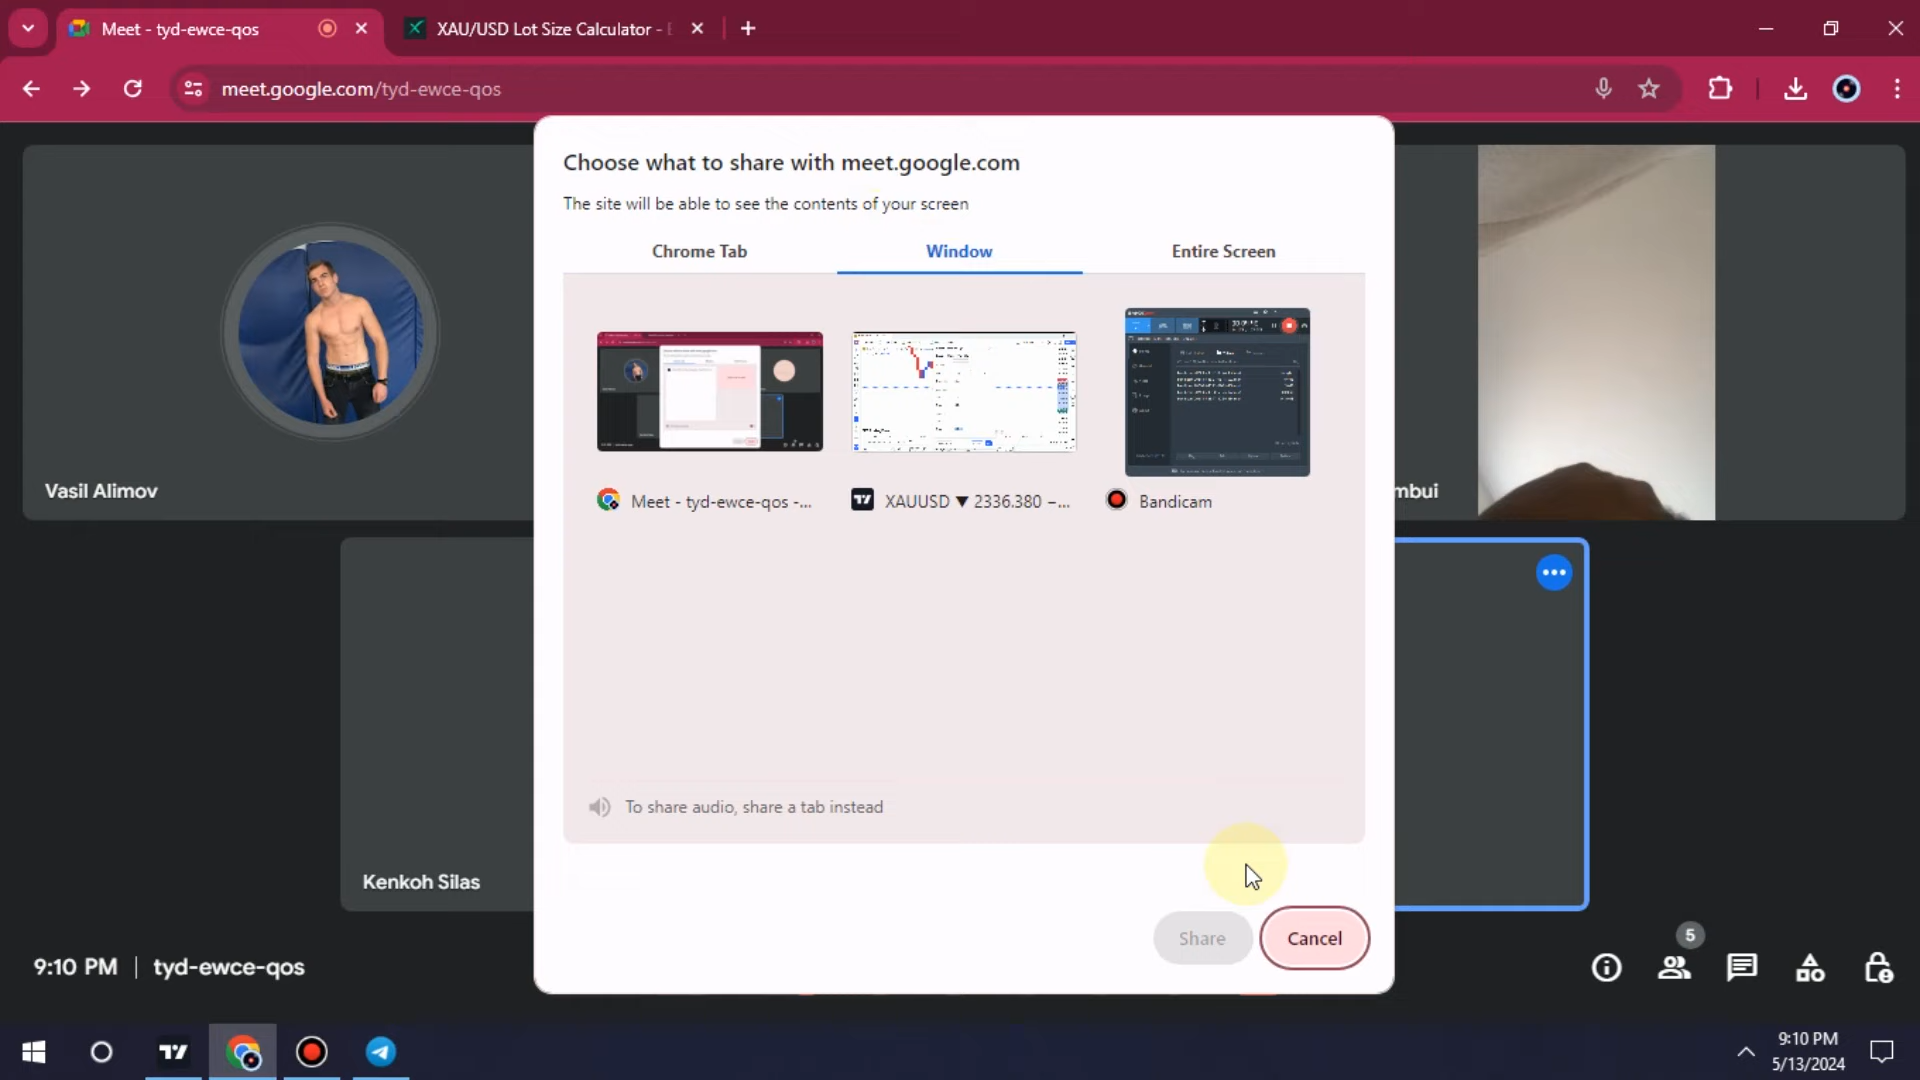 Meet - tyd-ewce-qos
XAU/USD Lot Size Calculator -
meet.google.com/tyd-ewce-qos
Choose what to share with meet.google.com
The site will be able to see the contents of your screen
Chrome Tab
Window
Entire Screen
Meet - tyd-ewce-qos -...
XAUUSD ▼ 2336.380 –...
Bandicam
To share audio, share a tab instead
Share
Cancel
Vasil Alimov
mbui
Kenkoh Silas
9:10 PM | tyd-ewce-qos
5
9:10 PM
5/13/2024